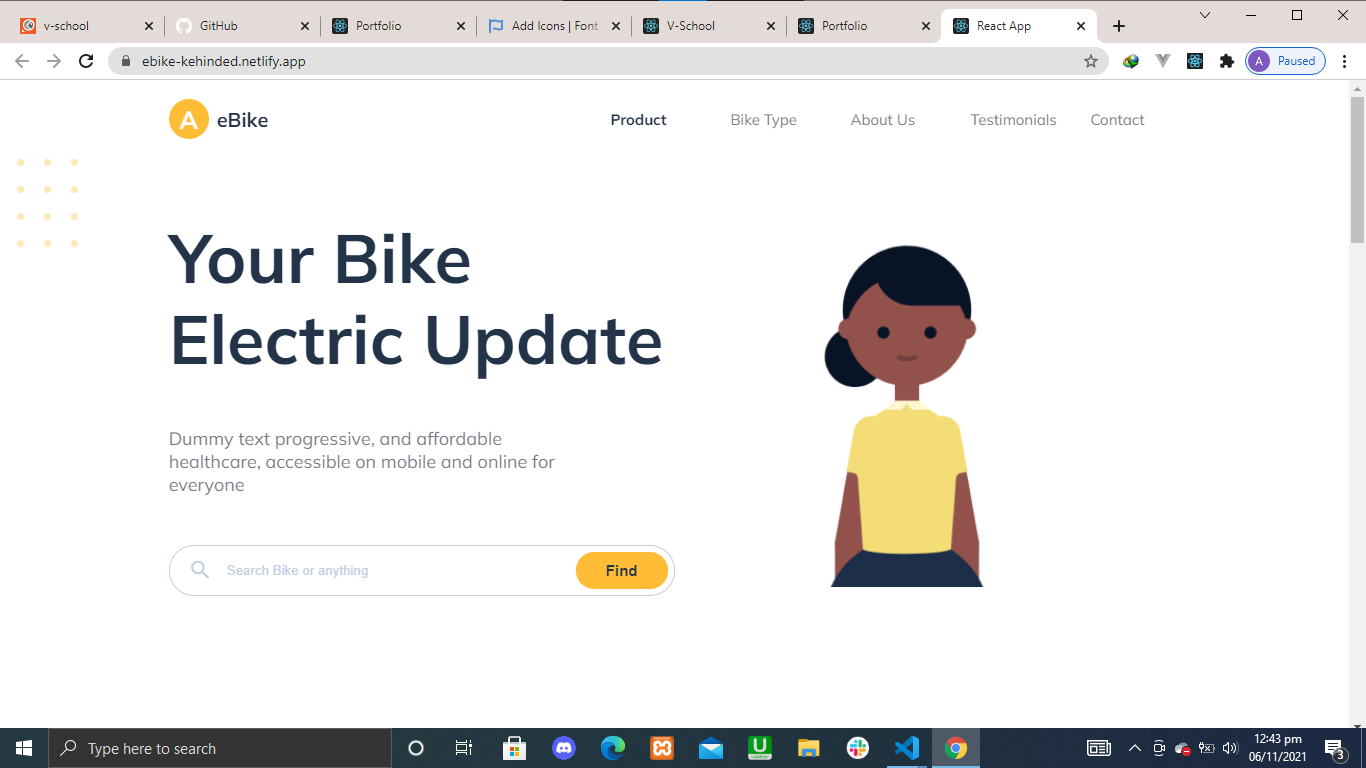 v-school
GitHub
Portfolio
Add Icons | Font
V-School
Portfolio
React App
ebike-kehinded.netlify.app
A
Paused
A
eBike
Product
Bike Type
About Us
Testimonials
Contact
Your Bike
Electric Update
Dummy text progressive, and affordable
healthcare, accessible on mobile and online for
everyone
Search Bike or anything
Find
Type here to search
12:43 pm
06/11/2021
3